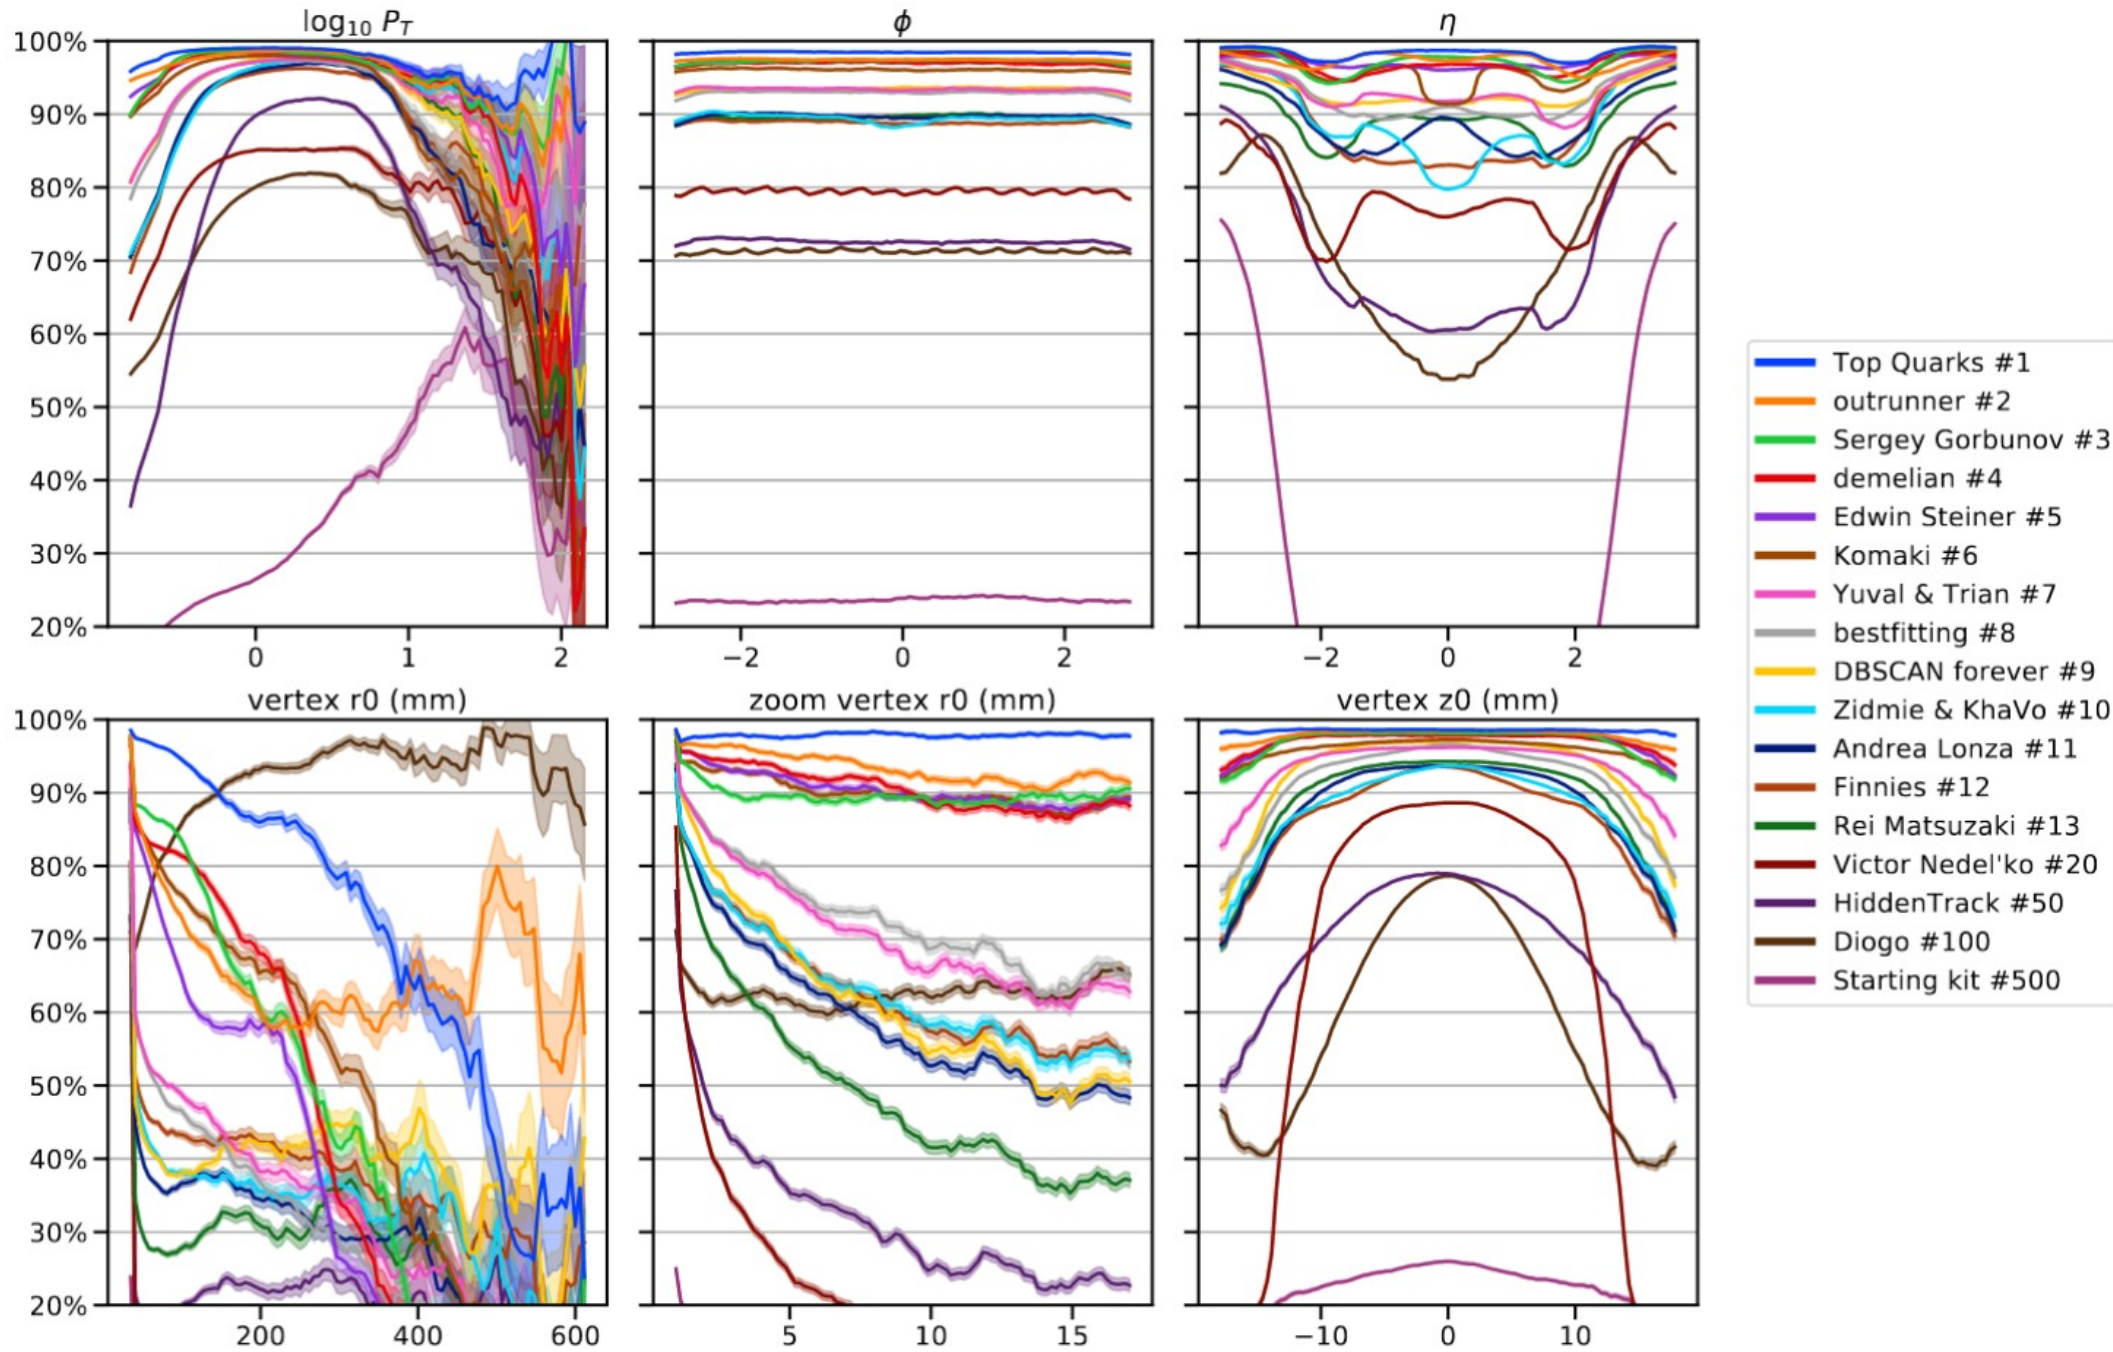 log₁₀ P_T
ϕ
η
100%
90%
80%
70%
60%
50%
40%
30%
20%
0 1 2
−2 0 2
−2 0 2
vertex r0 (mm)
zoom vertex r0 (mm)
vertex z0 (mm)
100%
90%
80%
70%
60%
50%
40%
30%
20%
200 400 600
5 10 15
−10 0 10
Top Quarks #1
outrunner #2
Sergey Gorbunov #3
demelian #4
Edwin Steiner #5
Komaki #6
Yuval & Trian #7
bestfitting #8
DBSCAN forever #9
Zidmie & KhaVo #10
Andrea Lonza #11
Finnies #12
Rei Matsuzaki #13
Victor Nedel'ko #20
HiddenTrack #50
Diogo #100
Starting kit #500